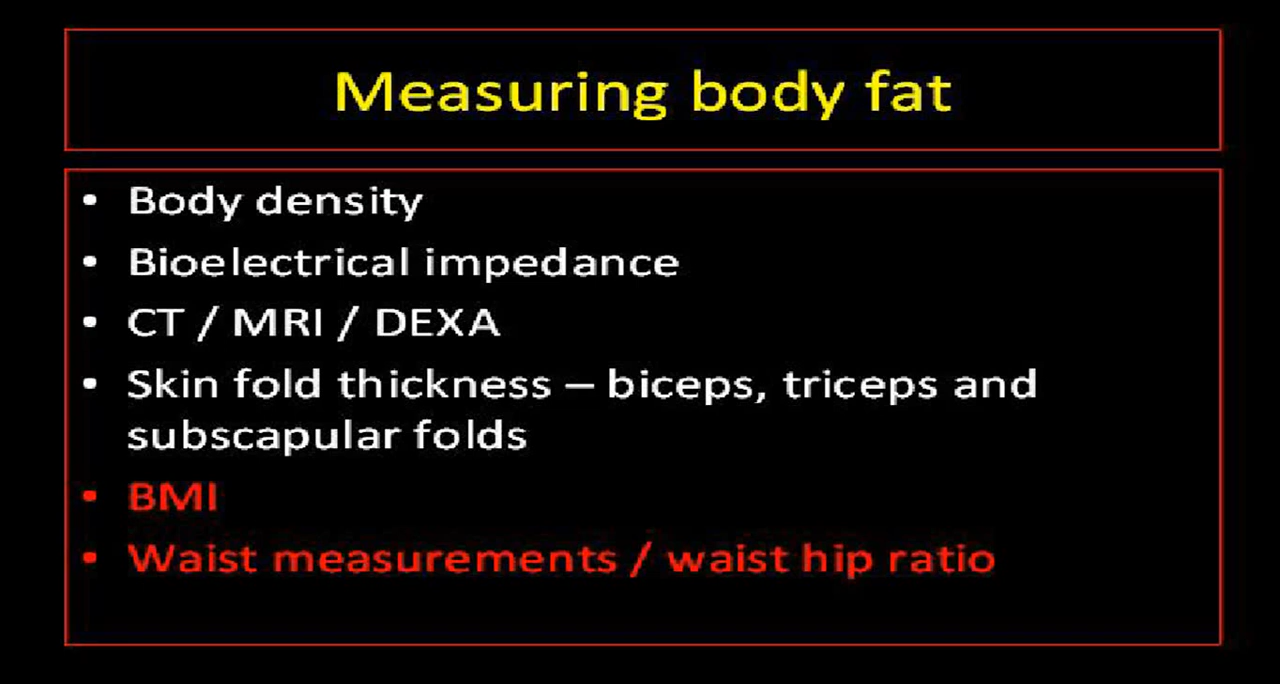 Measuring body fat
• Body density
• Bioelectrical impedance
• CT / MRI / DEXA
• Skin fold thickness – biceps, triceps and
subscapular folds
• BMI
• Waist measurements / waist hip ratio